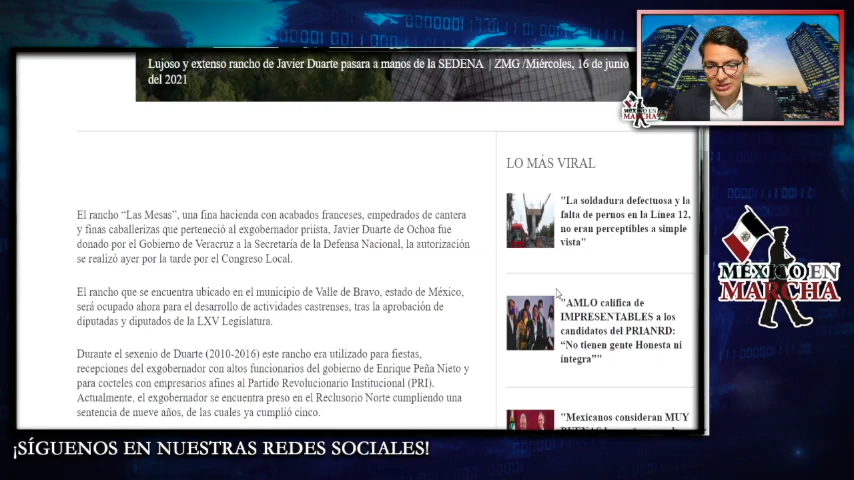 Lujoso y extenso rancho de Javier Duarte pasara a manos de la SEDENA | ZMG /Miércoles, 16 de junio
del 2021
MÉXICO EN
MARCHA
LO MÁS VIRAL
"La soldadura defectuosa y la
falta de pernos en la Línea 12,
no eran perceptibles a simple
vista"
El rancho “Las Mesas”, una fina hacienda con acabados franceses, empedrados de cantera
y finas caballerizas que perteneció al exgobernador priista, Javier Duarte de Ochoa fue
donado por el Gobierno de Veracruz a la Secretaría de la Defensa Nacional, la autorización
se realizó ayer por la tarde por el Congreso Local.
El rancho que se encuentra ubicado en el municipio de Valle de Bravo, estado de México,
será ocupado ahora para el desarrollo de actividades castrenses, tras la aprobación de
diputadas y diputados de la LXV Legislatura.
"AMLO califica de
IMPRESENTABLES a los
candidatos del PRIANRD:
“No tienen gente Honesta ni
íntegra”"
Durante el sexenio de Duarte (2010-2016) este rancho era utilizado para fiestas,
recepciones del exgobernador con altos funcionarios del gobierno de Enrique Peña Nieto y
para cocteles con empresarios afines al Partido Revolucionario Institucional (PRI).
Actualmente, el exgobernador se encuentra preso en el Reclusorio Norte cumpliendo una
sentencia de nueve años, de las cuales ya cumplió cinco.
"Mexicanos consideran MUY
MÉXICO EN
MARCHA
¡SÍGUENOS EN NUESTRAS REDES SOCIALES!